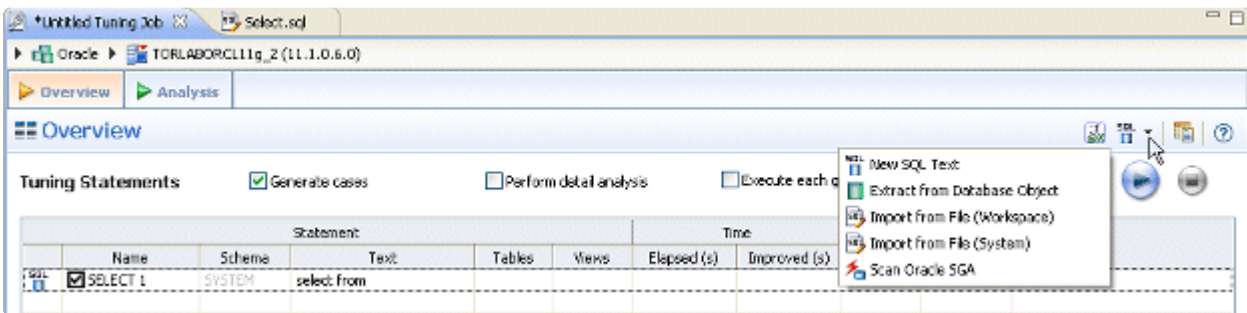 *Untitled Tuning Job Select.sql
Oracle TORLABORCL11g_2 (11.1.0.6.0)
Overview Analysis
Overview
New SQL Text
Tuning Statements Generate cases Perform detail analysis Execute each g
Extract from Database Object
Import from File (Workspace)
Statement Time
Import from File (System)
Name Schema Text Tables Views Elapsed (s) Improved (s)
Scan Oracle SGA
SQL SELECT 1 SYSTEM select from